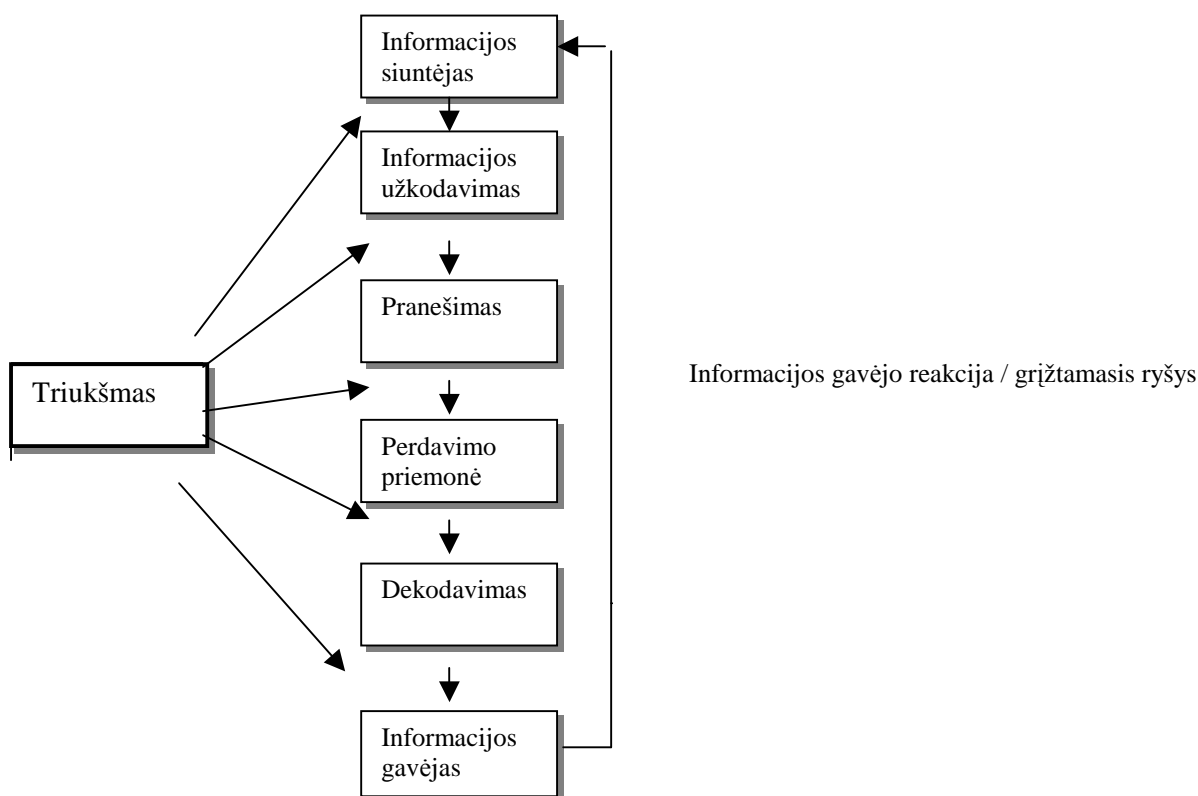 Informacijos
siuntėjas
Informacijos
užkodavimas
Pranešimas
Triukšmas
Informacijos gavėjo reakcija / grįžtamasis ryšys
Perdavimo
priemonė
Dekodavimas
Informacijos
gavėjas